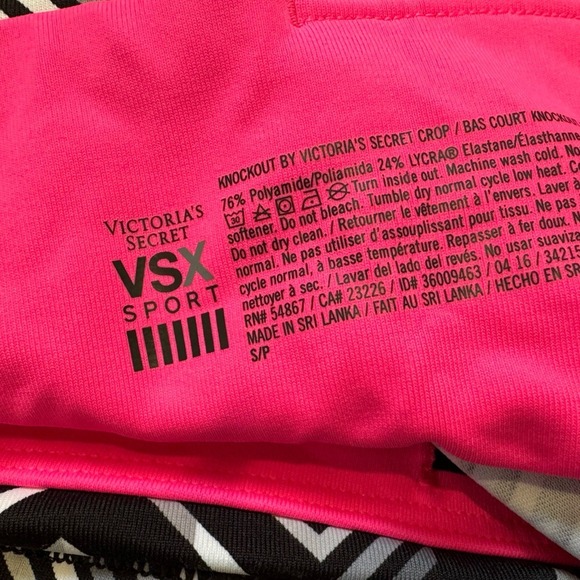 VICTORIA'S
SECRET
VSX
SPORT
KNOCKOUT BY VICTORIA'S SECRET CROP / BAS COURT KNOCKOU
76% Polyamide/Poliamida 24% LYCRA® Elastane/Élasthann
Turn inside out. Machine wash cold. No
softener. Do not bleach. Tumble dry normal cycle low heat. C
Do not dry clean. / Retourner le vêtement à l'envers. Laver à
normal. Ne pas utiliser d'assouplissant pour tissu. Ne pas
cycle normal, à basse température. Repasser à fer doux. N
nettoyer à sec. / Lavar del lado del revés. No usar suaviza
RN# 54867 / CA# 23226 / ID# 36009463 / 04 16 / 34215
MADE IN SRI LANKA / FAIT AU SRI LANKA / HECHO EN SR
S/P